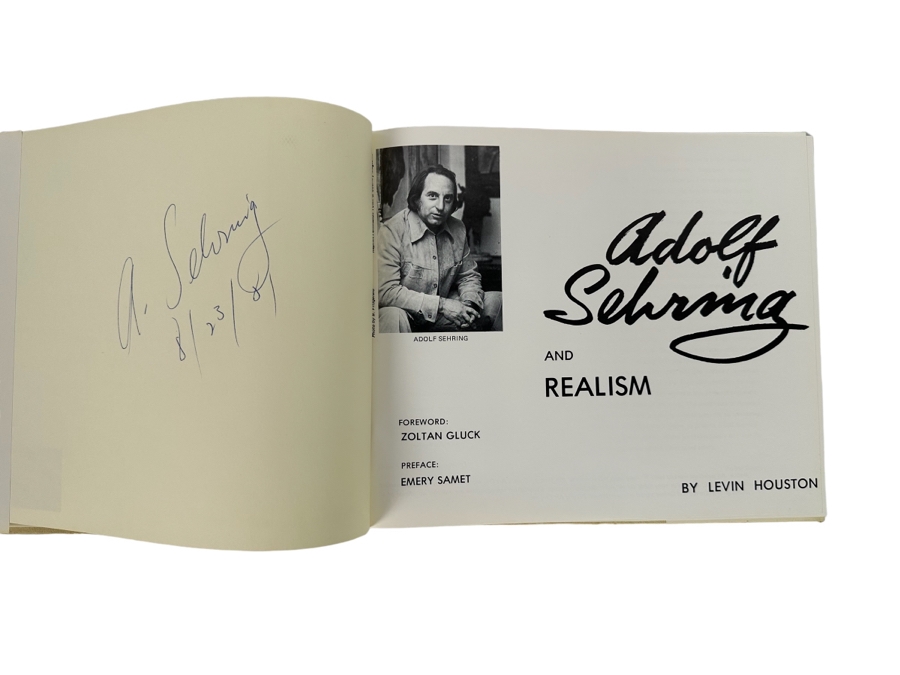 A. Sehring
8/23/81
ADOLF SEHRING
FOREWORD:
ZOLTAN GLUCK
PREFACE:
EMERY SAMET
Adolf
Sehring
AND
REALISM
BY LEVIN HOUSTON